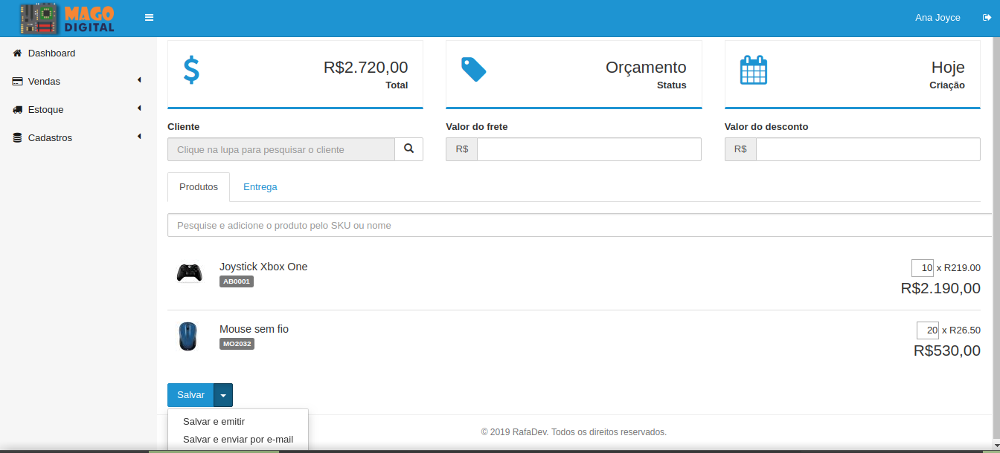 MAGO
DIGITAL
Ana Joyce
Dashboard
Vendas
Estoque
Cadastros
R$2.720,00
Total
Orçamento
Status
Hoje
Criação
Cliente
Clique na lupa para pesquisar o cliente
Valor do frete
R$
Valor do desconto
R$
Produtos
Entrega
Pesquise e adicione o produto pelo SKU ou nome
Joystick Xbox One
AB0001
10 x R219.00
R$2.190,00
Mouse sem fio
MO2032
20 x R26.50
R$530,00
Salvar
Salvar e emitir
Salvar e enviar por e-mail
© 2019 RafaDev. Todos os direitos reservados.